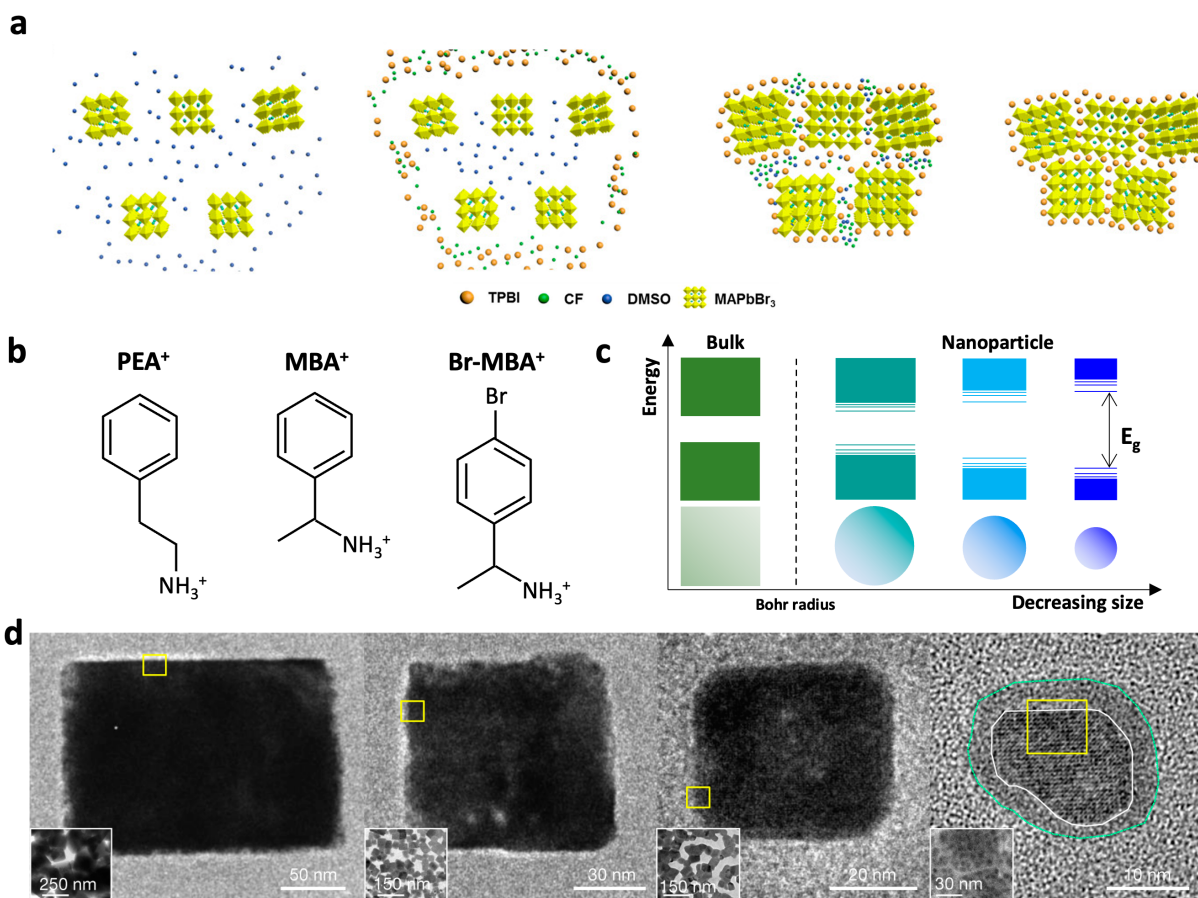 a
TPBI
CF
DMSO
MAPbBr₃
b
PEA⁺
MBA⁺
Br-MBA⁺
Br
NH₃⁺
NH₃⁺
NH₃⁺
c
Bulk
Nanoparticle
Energy
E₉
Bohr radius
Decreasing size
d
250 nm
50 nm
150 nm
30 nm
150 nm
20 nm
30 nm
10 nm